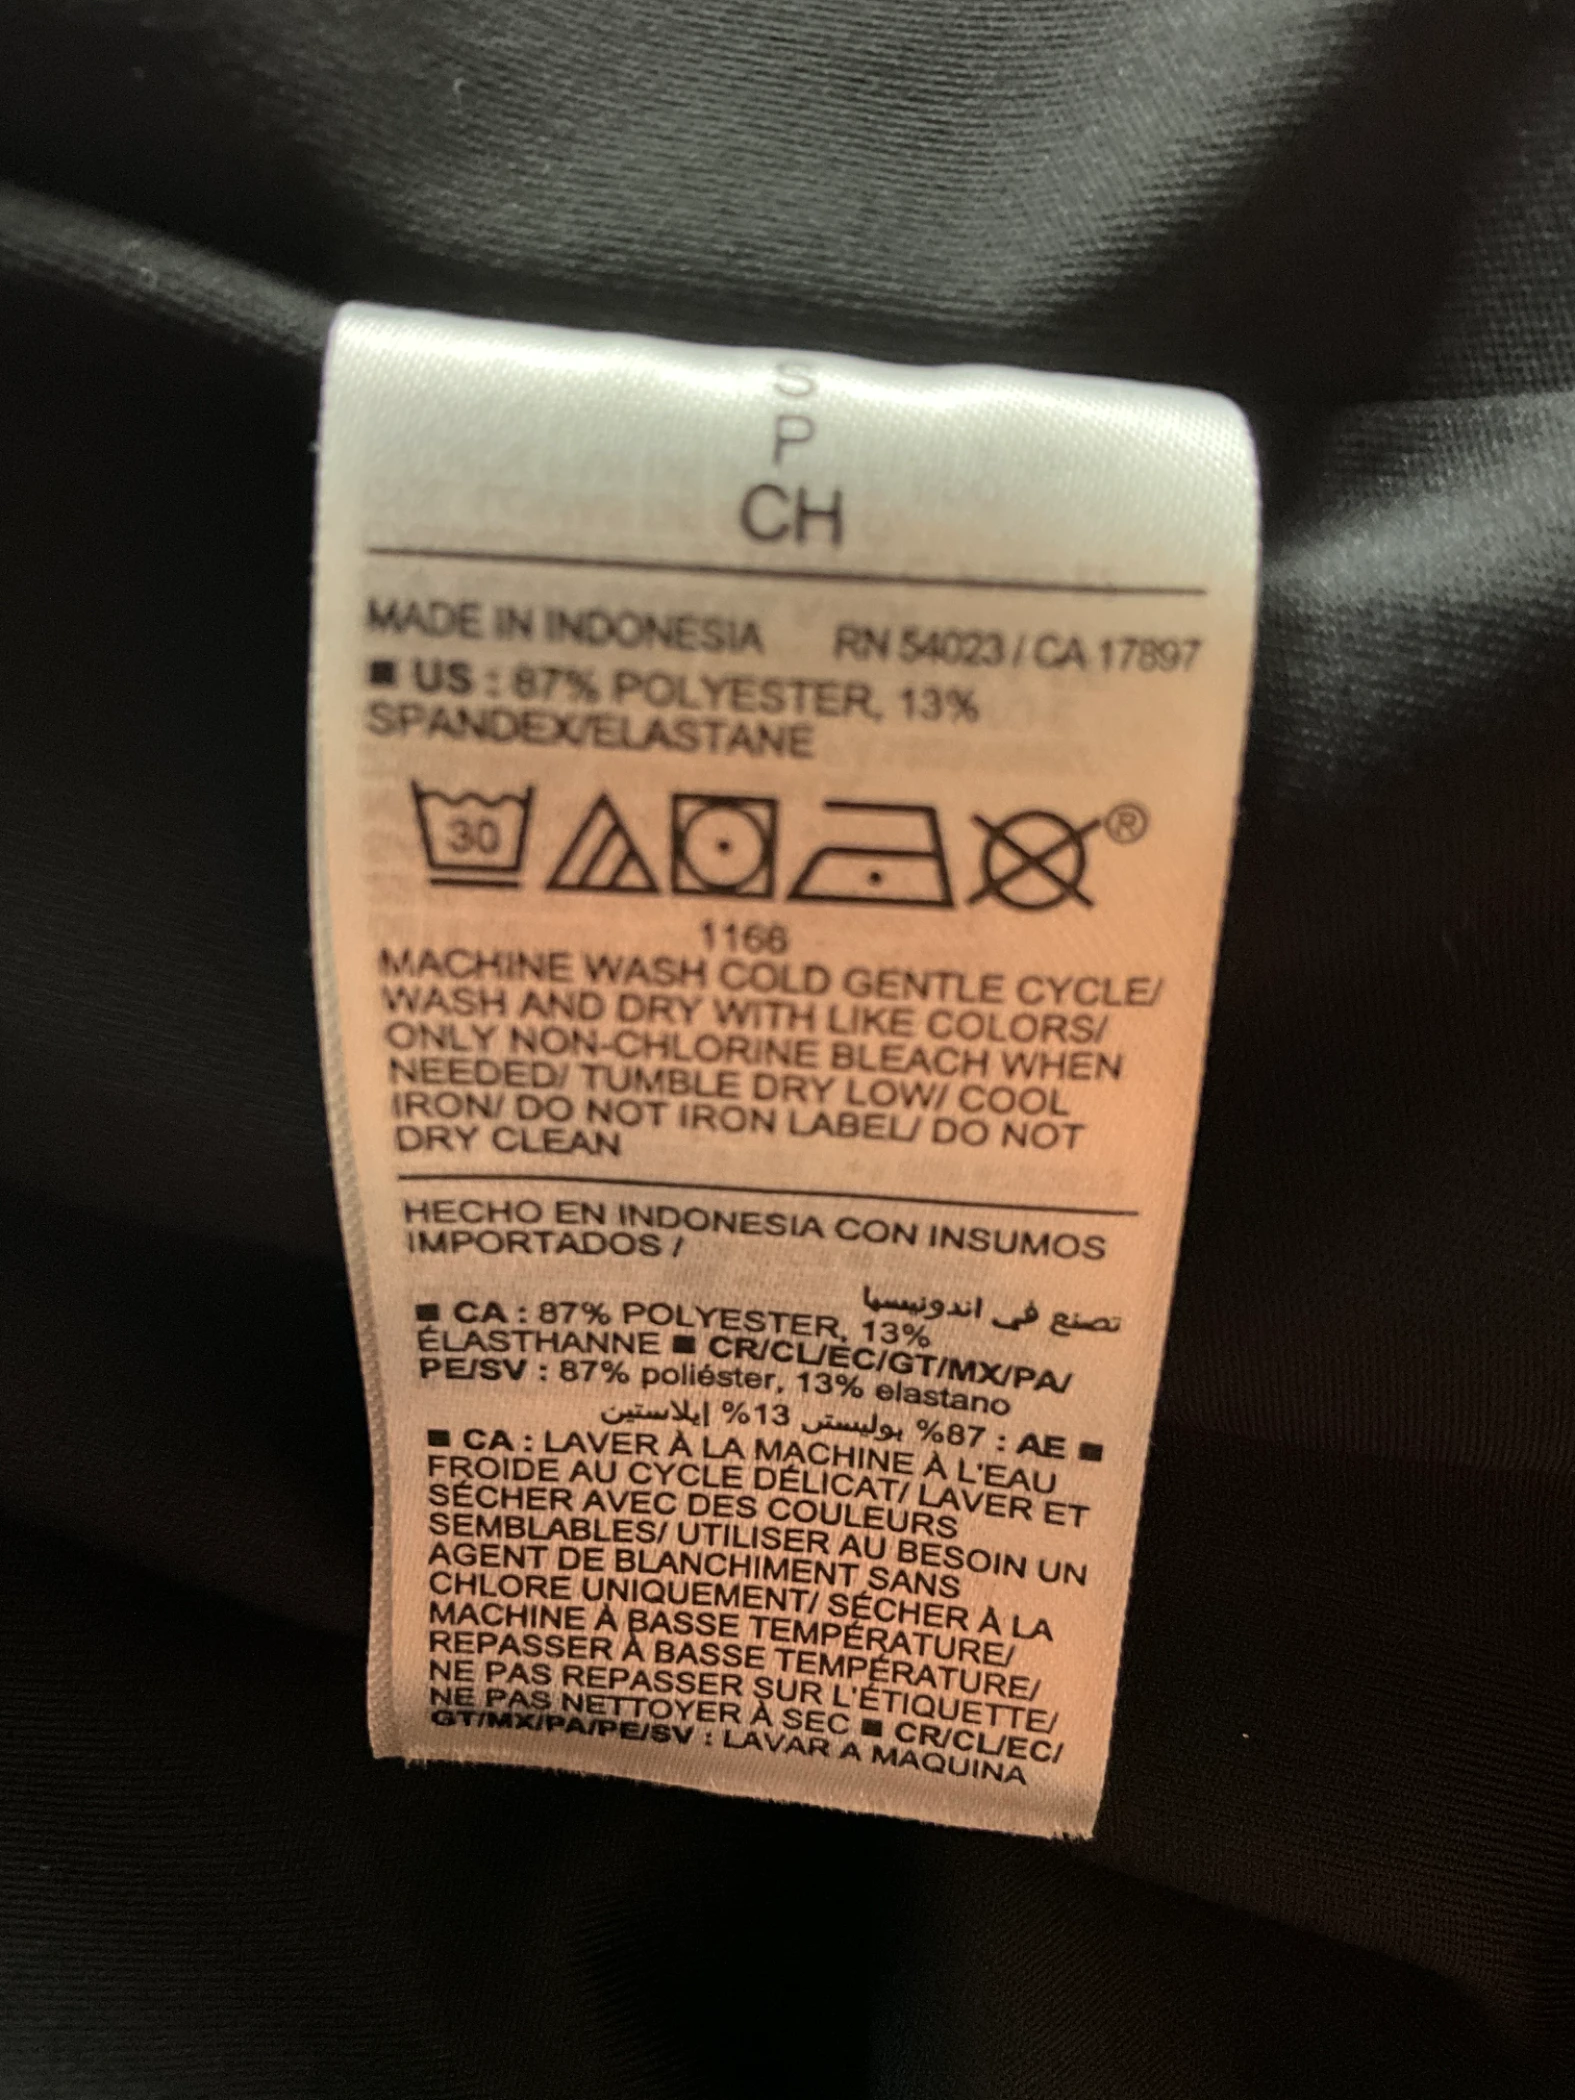 S
P
CH
MADE IN INDONESIA RN 54023 / CA 17897
■ US : 87% POLYESTER, 13%
SPANDEX/ELASTANE
30 ®
1166
MACHINE WASH COLD GENTLE CYCLE/
WASH AND DRY WITH LIKE COLORS/
ONLY NON-CHLORINE BLEACH WHEN
NEEDED/ TUMBLE DRY LOW/ COOL
IRON/ DO NOT IRON LABEL/ DO NOT
DRY CLEAN
HECHO EN INDONESIA CON INSUMOS
IMPORTADOS /
تصنع في اندونيسيا
■ CA : 87% POLYESTER, 13%
ÉLASTHANNE ■ CR/CL/EC/GT/MX/PA/
PE/SV : 87% poliéster, 13% elastano
■ AE : 87% بوليستر 13% إيلاستين
■ CA : LAVER À LA MACHINE À L'EAU
FROIDE AU CYCLE DÉLICAT/ LAVER ET
SÉCHER AVEC DES COULEURS
SEMBLABLES/ UTILISER AU BESOIN UN
AGENT DE BLANCHIMENT SANS
CHLORE UNIQUEMENT/ SÉCHER À LA
MACHINE À BASSE TEMPÉRATURE/
REPASSER À BASSE TEMPÉRATURE/
NE PAS REPASSER SUR L'ÉTIQUETTE/
NE PAS NETTOYER À SEC ■ CR/CL/EC/
GT/MX/PA/PE/SV : LAVAR A MAQUINA